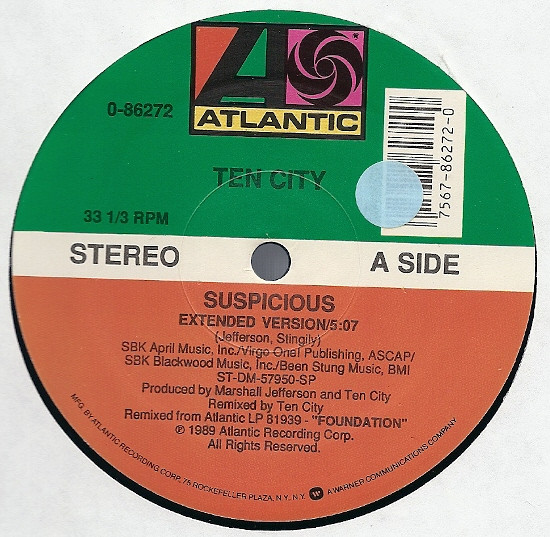 ATLANTIC
0-86272
TEN CITY
7567-86272-0
33 1/3 RPM
STEREO
A SIDE
SUSPICIOUS
EXTENDED VERSION/5:07
(Jefferson, Stingily)
SBK April Music, Inc./Virgo One! Publishing, ASCAP/
SBK Blackwood Music, Inc./Been Stung Music, BMI
ST-DM-57950-SP
Produced by Marshall Jefferson and Ten City
Remixed by Ten City
Remixed from Atlantic LP 81939 - "FOUNDATION"
℗ 1989 Atlantic Recording Corp.
All Rights Reserved.
MFG. BY ATLANTIC RECORDING CORP., 75 ROCKEFELLER PLAZA, N.Y., N.Y. A WARNER COMMUNICATIONS COMPANY